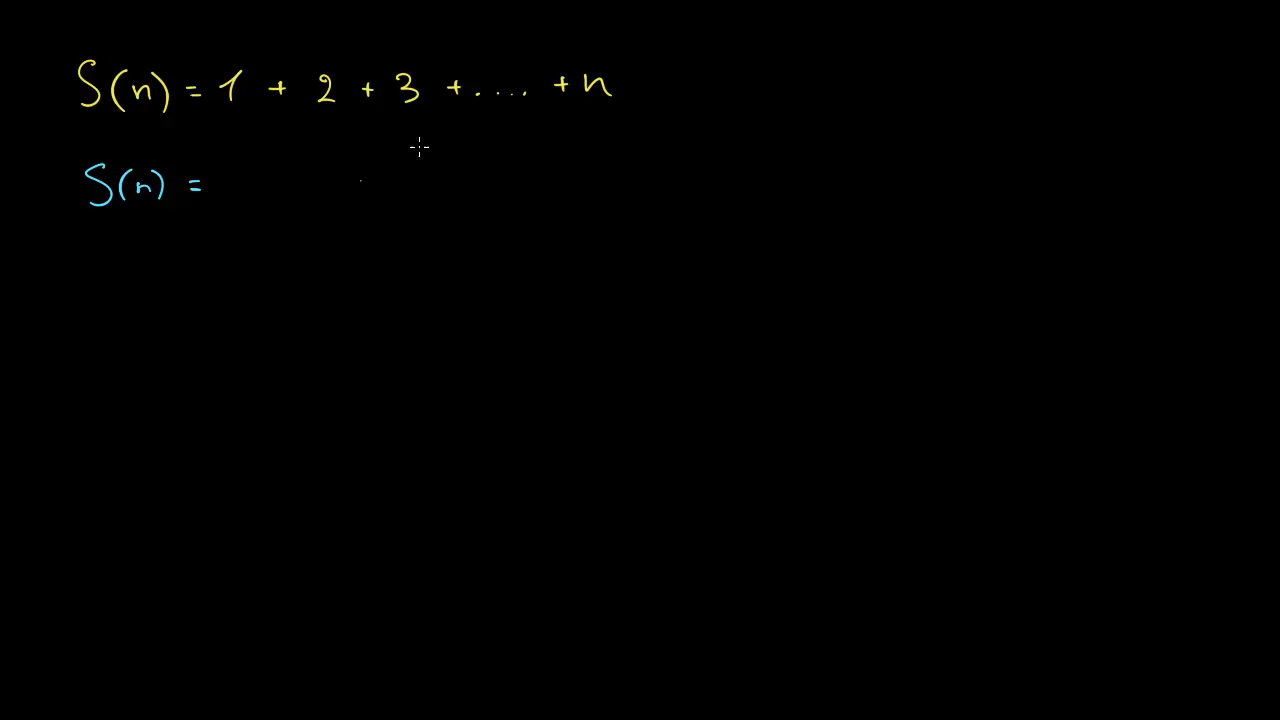 S(n) = 1 + 2 + 3 + .... + n
S(n) =